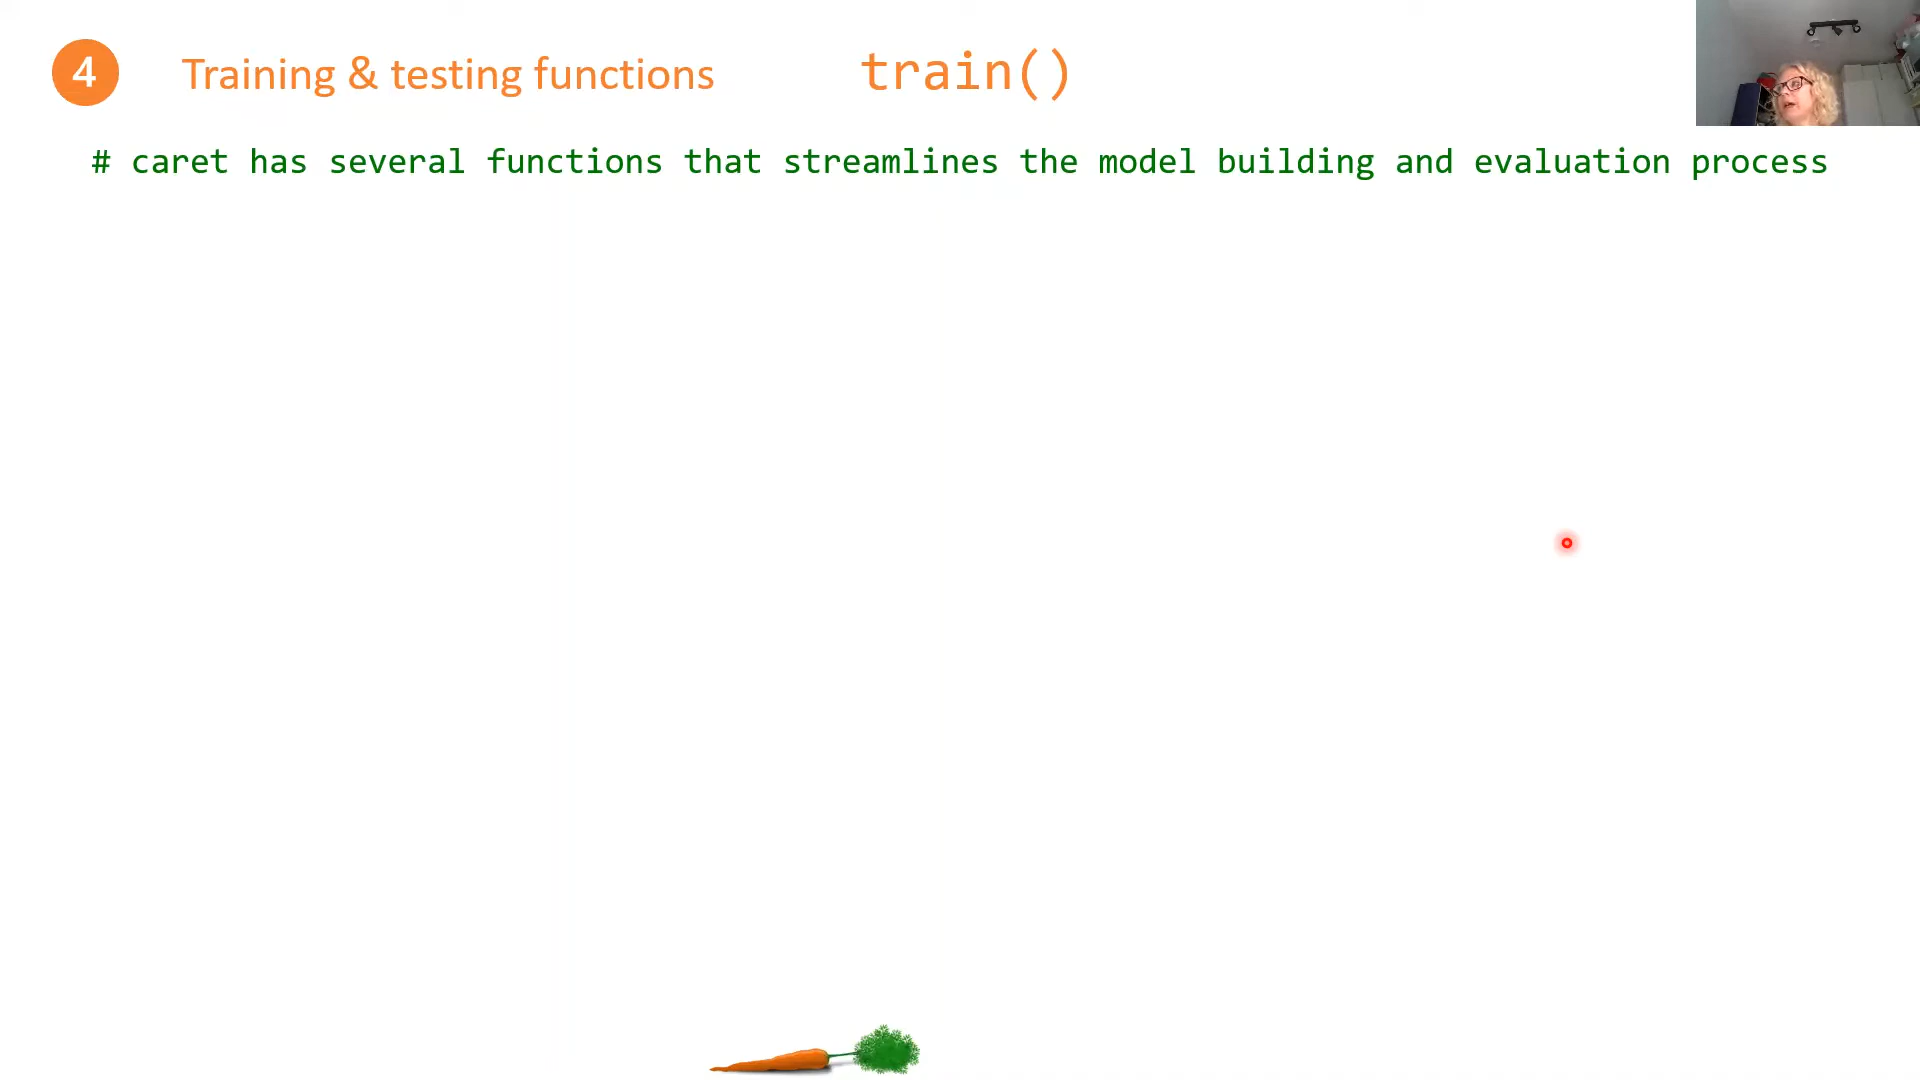 4 Training & testing functions train()
# caret has several functions that streamlines the model building and evaluation process